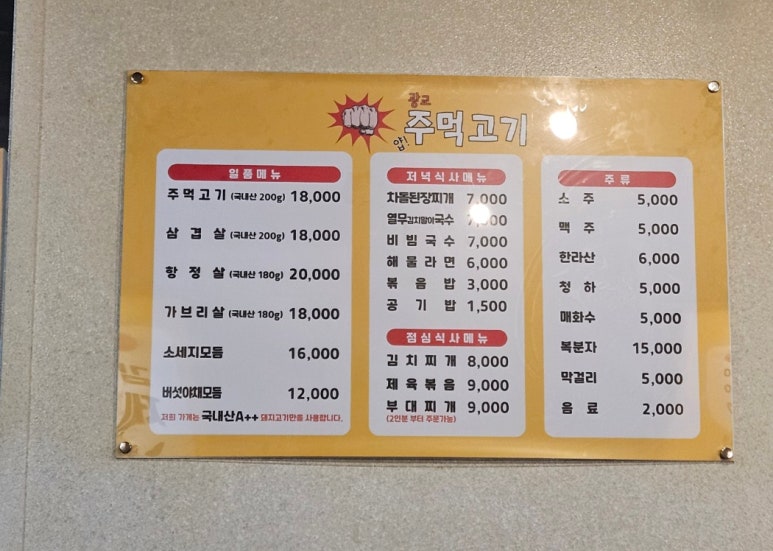 광교
얍! 주먹고기
일품메뉴
주먹고기 (국내산 200g) 18,000
삼겹살 (국내산 200g) 18,000
항정살 (국내산 180g) 20,000
가브리살 (국내산 180g) 18,000
소세지모듬 16,000
버섯야채모듬 12,000
저희 가게는 국내산A++ 돼지고기만을 사용합니다.
저녁식사메뉴
차돌된장찌개 7,000
열무김치말이국수
비빔국수 7,000
해물라면 6,000
볶음밥 3,000
공기밥 1,500
점심식사메뉴
김치찌개 8,000
제육볶음 9,000
부대찌개 9,000
(2인분 부터 주문가능)
주류
소주 5,000
맥주 5,000
한라산 6,000
청하 5,000
매화수 5,000
복분자 15,000
막걸리 5,000
음료 2,000